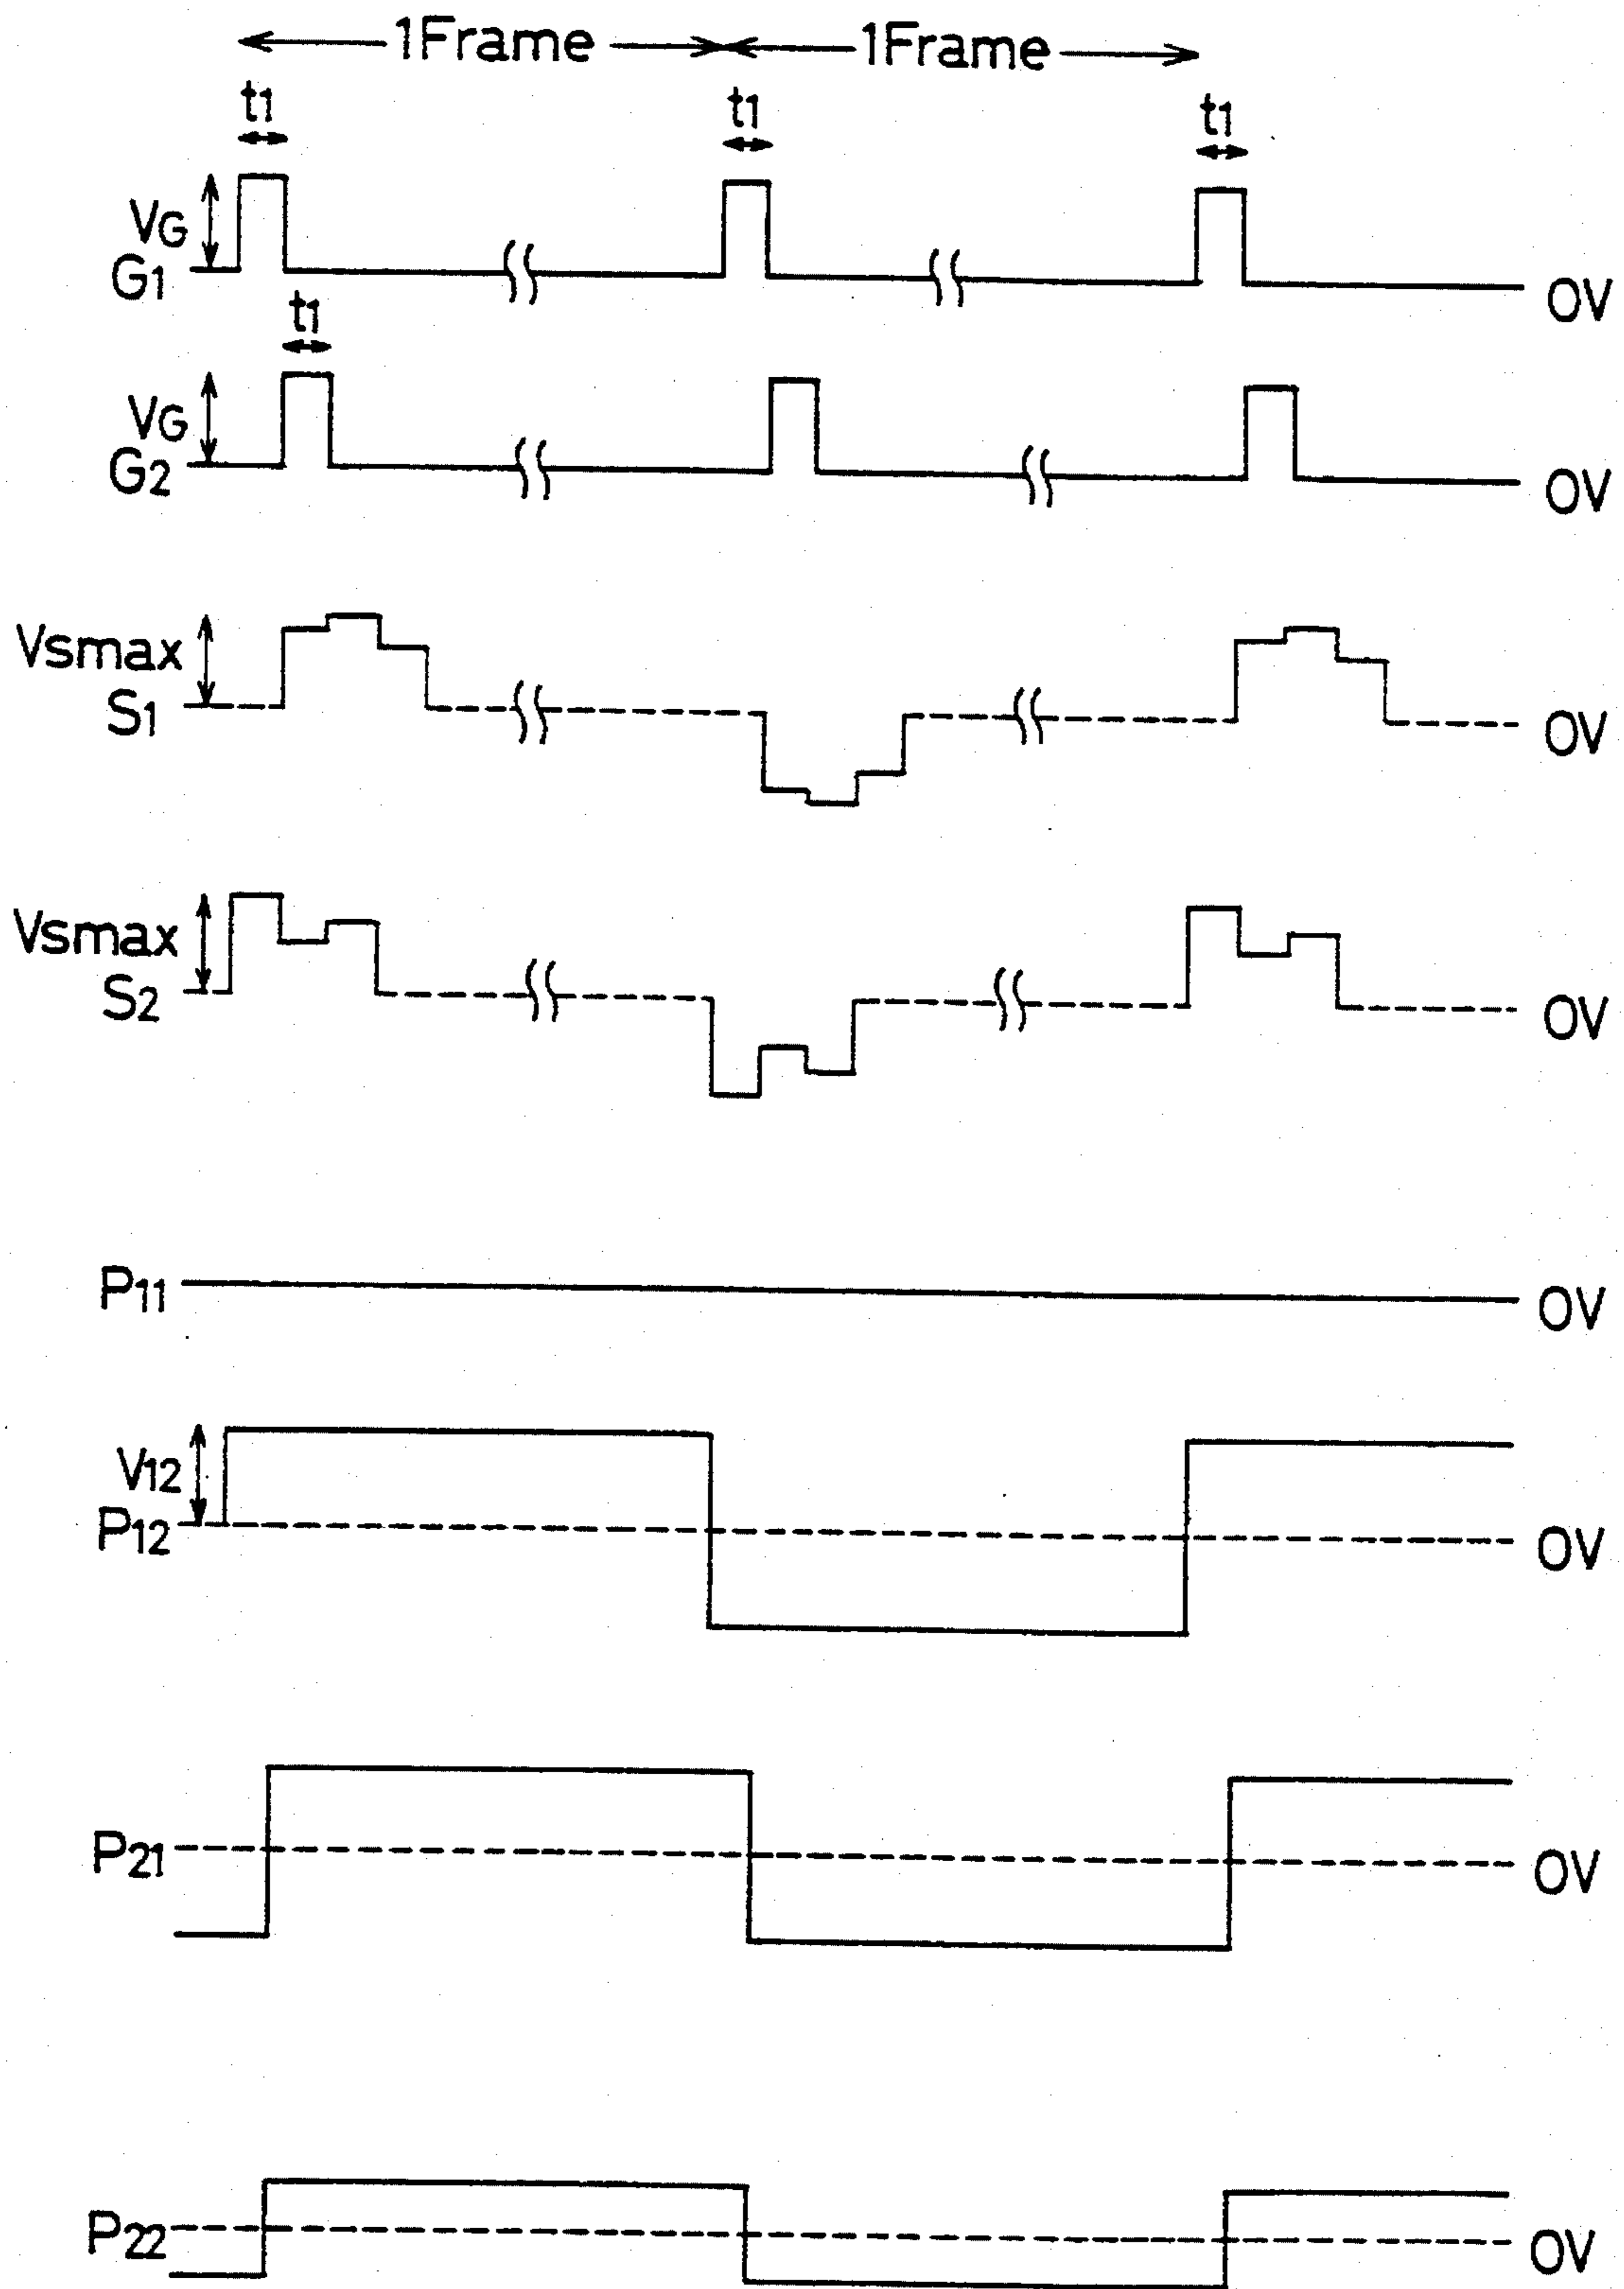 1Frame 1Frame
t1 t1 t1
VG
G1 0V
t1
VG
G2 0V
Vsmax
S1 0V
Vsmax
S2 0V
P11 0V
V12
P12 0V
P21 0V
P22 0V